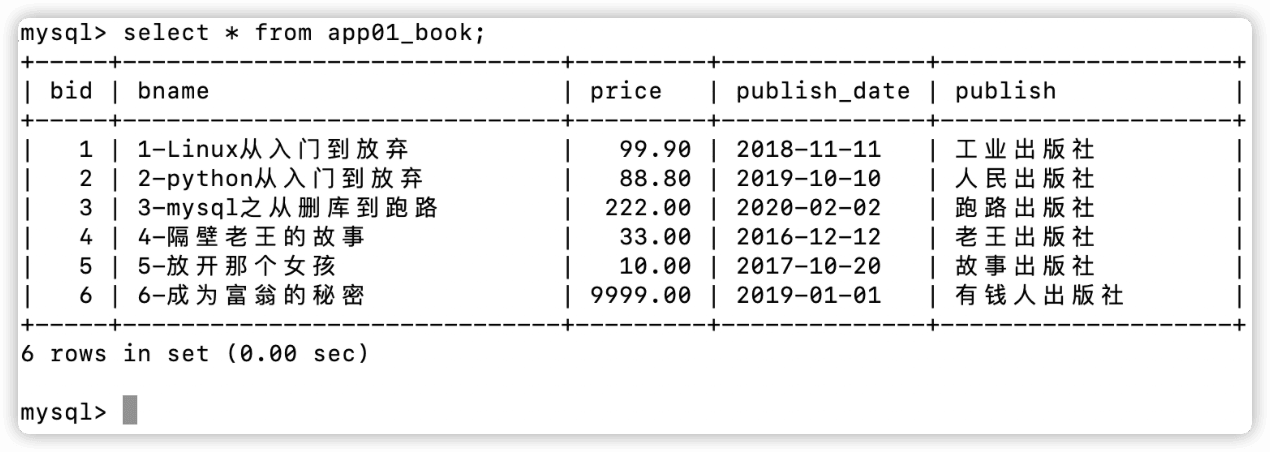 mysql> select * from app01_book;
+-----+------------------------------+---------+--------------+--------------------+
| bid | bname | price | publish_date | publish |
+-----+------------------------------+---------+--------------+--------------------+
| 1 | 1-Linux从入门到放弃 | 99.90 | 2018-11-11 | 工业出版社 |
| 2 | 2-python从入门到放弃 | 88.80 | 2019-10-10 | 人民出版社 |
| 3 | 3-mysql之从删库到跑路 | 222.00 | 2020-02-02 | 跑路出版社 |
| 4 | 4-隔壁老王的故事 | 33.00 | 2016-12-12 | 老王出版社 |
| 5 | 5-放开那个女孩 | 10.00 | 2017-10-20 | 故事出版社 |
| 6 | 6-成为富翁的秘密 | 9999.00 | 2019-01-01 | 有钱人出版社 |
+-----+------------------------------+---------+--------------+--------------------+
6 rows in set (0.00 sec)
mysql>